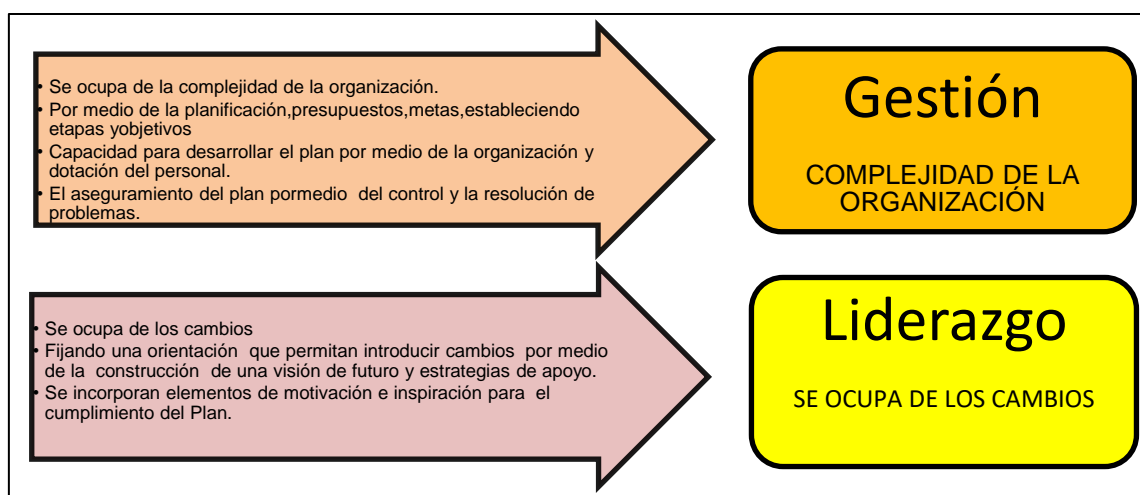 • Se ocupa de la complejidad de la organización.
• Por medio de la planificación,presupuestos,metas,estableciendo
etapas yobjetivos
• Capacidad para desarrollar el plan por medio de la organización y
dotación del personal.
• El aseguramiento del plan pormedio del control y la resolución de
problemas.
Gestión
COMPLEJIDAD DE LA
ORGANIZACIÓN
• Se ocupa de los cambios
• Fijando una orientación que permitan introducir cambios por medio
de la construcción de una visión de futuro y estrategias de apoyo.
• Se incorporan elementos de motivación e inspiración para el
cumplimiento del Plan.
Liderazgo
SE OCUPA DE LOS CAMBIOS